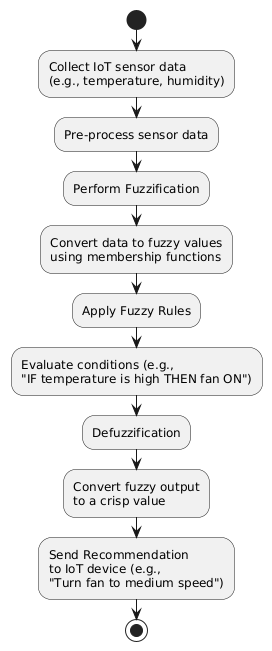 Collect IoT sensor data
(e.g., temperature, humidity)
Pre-process sensor data
Perform Fuzzification
Convert data to fuzzy values
using membership functions
Apply Fuzzy Rules
Evaluate conditions (e.g.,
"IF temperature is high THEN fan ON")
Defuzzification
Convert fuzzy output
to a crisp value
Send Recommendation
to IoT device (e.g.,
"Turn fan to medium speed")